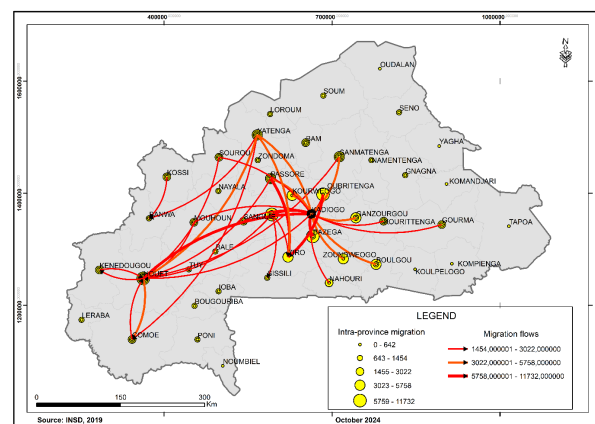 400000 700000 1000000
1600000
1400000
1200000
N
OUDALAN
SOUM
LOROUM
SENO
YATENGA
BAM
YAGHA
SOUROU
ZONDOMA
SANMATENGA
NAMENTENGA
KOSSI
PASSORE
GNAGNA
KOMANDJARI
NAYALA
KOURWEOGO
OUBRITENGA
BANWA
MOUHOUN
KADIOGO
GANZOURGOU
KOURITTENGA
GOURMA
TAPOA
BAZEGA
BALE
ZIRO
ZOUNDWEOGO
BOULGOU
KOMPIENGA
KOULPELOGO
KENEDOUGOU
TUY
SISSILI
NAHOURI
IOBA
BOUGOURIBA
LERABA
COMOE
PONI
NOUMBIEL
LEGEND
Intra-province migration
0 - 642
643 - 1454
1455 - 3022
3023 - 5758
5759 - 11732
Migration flows
1454,000001 - 3022,000000
3022,000001 - 5758,000000
5758,000001 - 11732,000000
0 150 300
Km
Source: INSD, 2019 October 2024